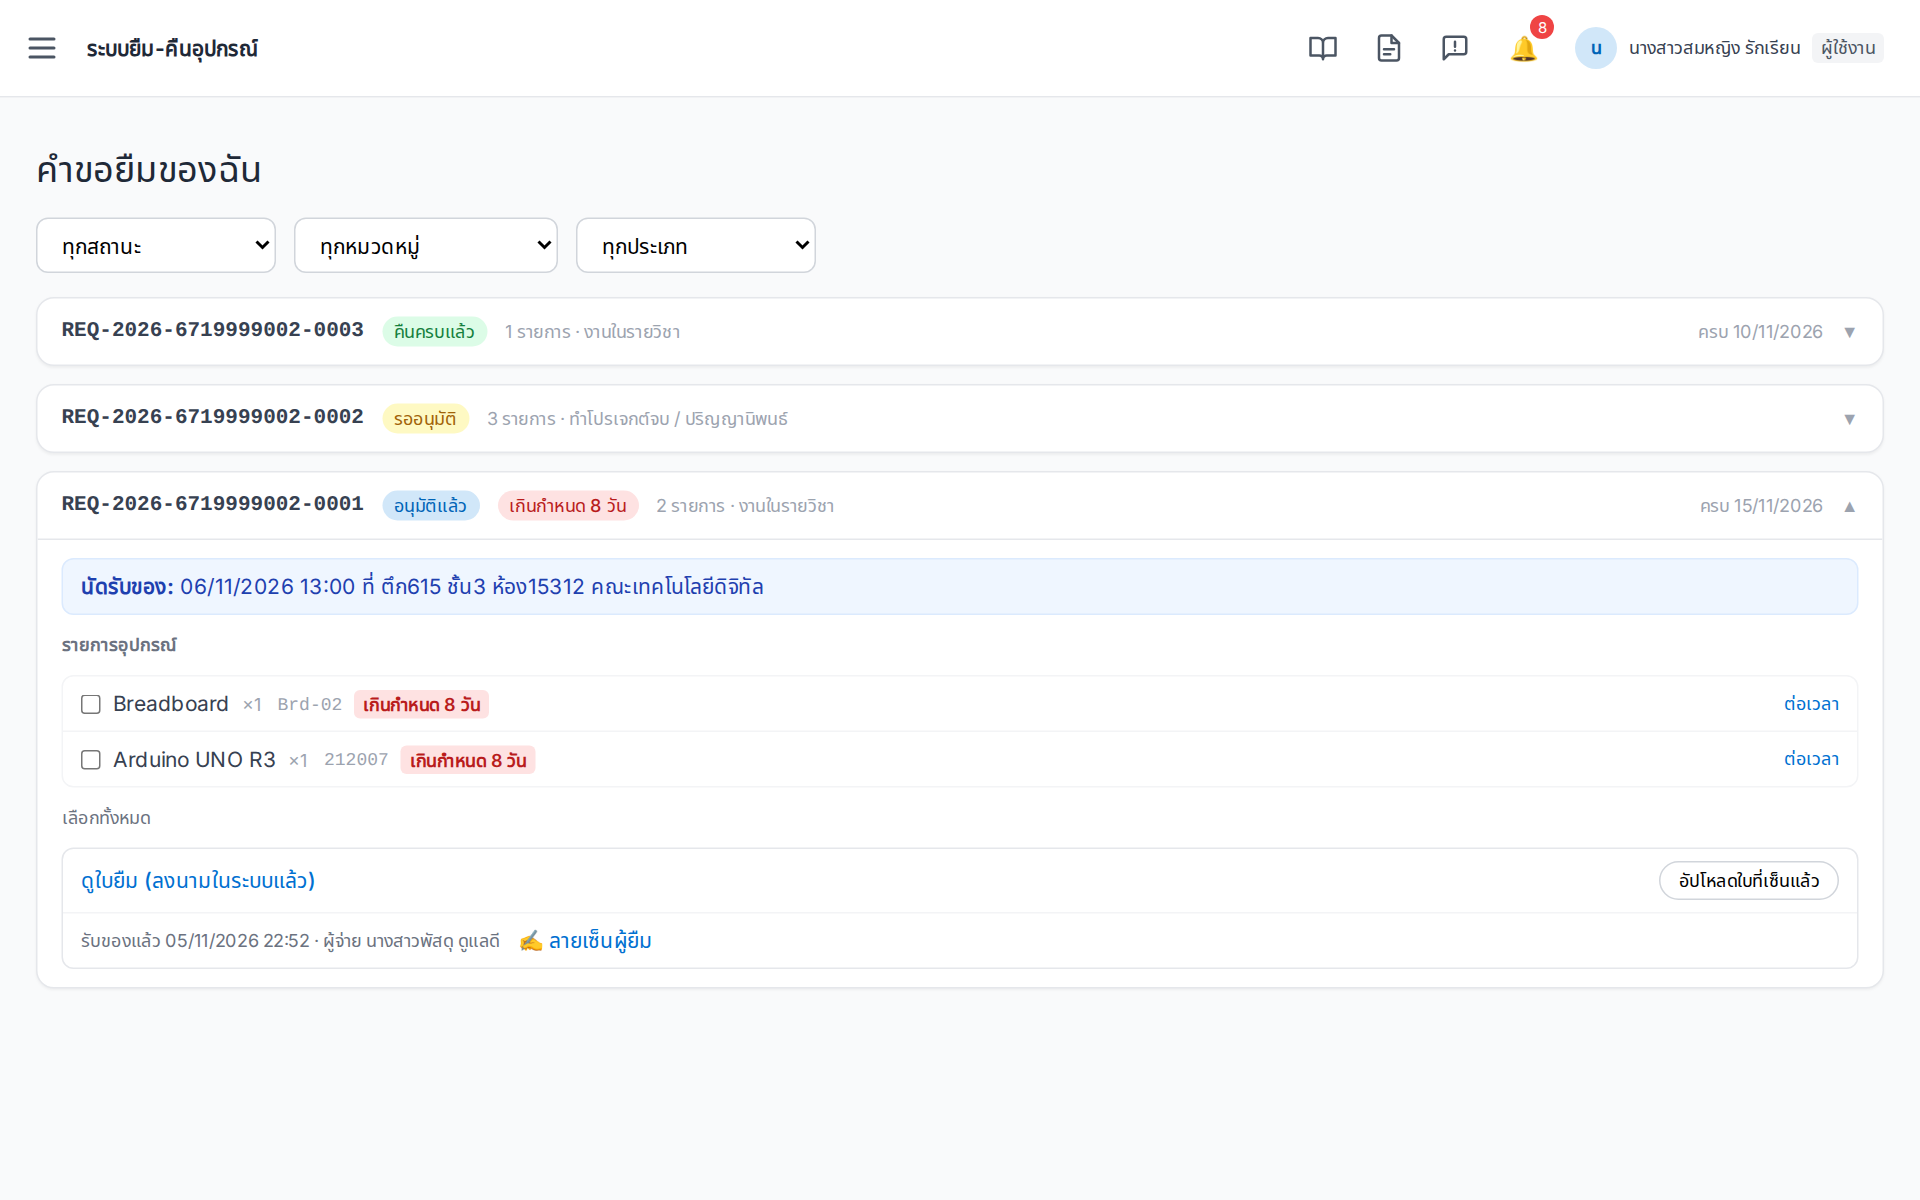 ระบบยืม-คืนอุปกรณ์
8
น นางสาวสมหญิง รักเรียน ผู้ใช้งาน
คำขอยืมของฉัน
ทุกสถานะ ทุกหมวดหมู่ ทุกประเภท
REQ-2026-6719999002-0003 คืนครบแล้ว 1 รายการ · งานในรายวิชา ครบ 10/11/2026 ▼
REQ-2026-6719999002-0002 รออนุมัติ 3 รายการ · ทำโปรเจกต์จบ / ปริญญานิพนธ์ ▼
REQ-2026-6719999002-0001 อนุมัติแล้ว เกินกำหนด 8 วัน 2 รายการ · งานในรายวิชา ครบ 15/11/2026 ▲
นัดรับของ: 06/11/2026 13:00 ที่ ตึก615 ชั้น3 ห้อง15312 คณะเทคโนโลยีดิจิทัล
รายการอุปกรณ์
Breadboard ×1 Brd-02 เกินกำหนด 8 วัน ต่อเวลา
Arduino UNO R3 ×1 212007 เกินกำหนด 8 วัน ต่อเวลา
เลือกทั้งหมด
ดูใบยืม (ลงนามในระบบแล้ว) อัปโหลดใบที่เซ็นแล้ว
รับของแล้ว 05/11/2026 22:52 · ผู้จ่าย นางสาวพัสดุ ดูแลดี ✍ ลายเซ็นผู้ยืม